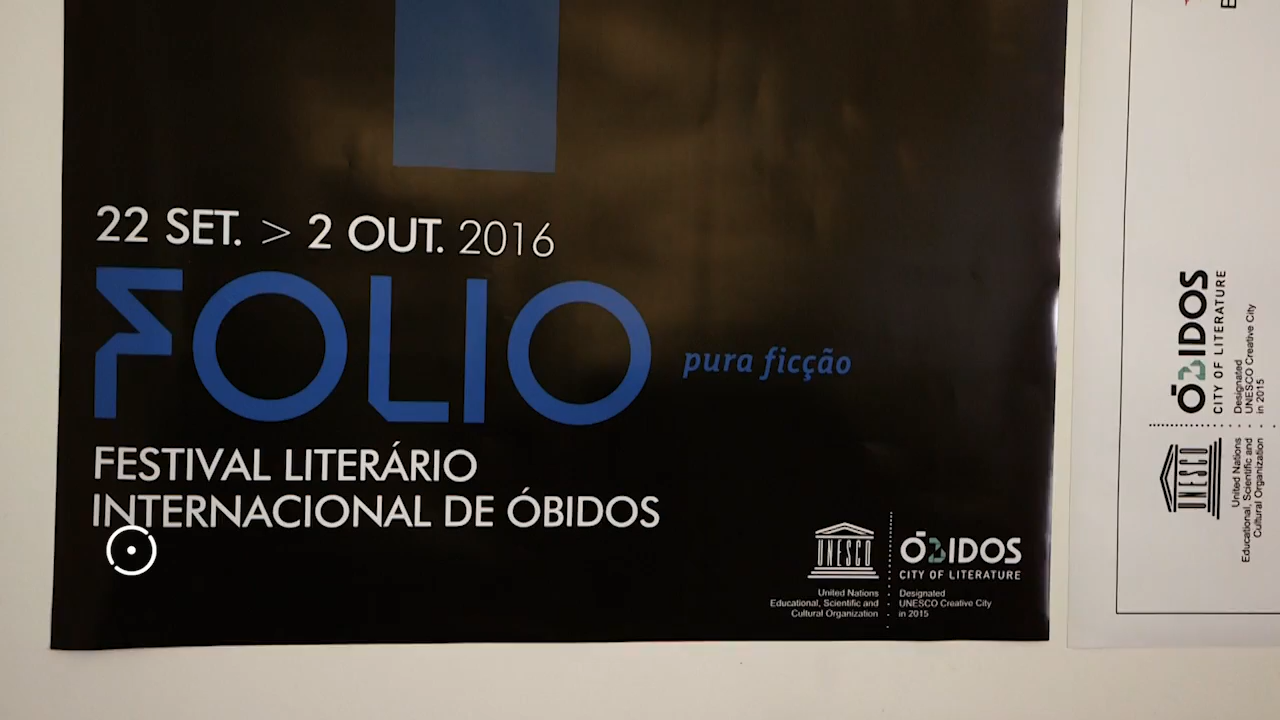 22 SET. > 2 OUT. 2016
FOLIO
pura ficção
FESTIVAL LITERÁRIO
INTERNACIONAL DE ÓBIDOS
UNESCO
United Nations
Educational, Scientific and
Cultural Organization
ÓBIDOS
CITY OF LITERATURE
Designated
UNESCO Creative City
in 2015
UNESCO
United Nations
Educational, Scientific and
Cultural Organization
ÓBIDOS
CITY OF LITERATURE
Designated
UNESCO Creative City
in 2015